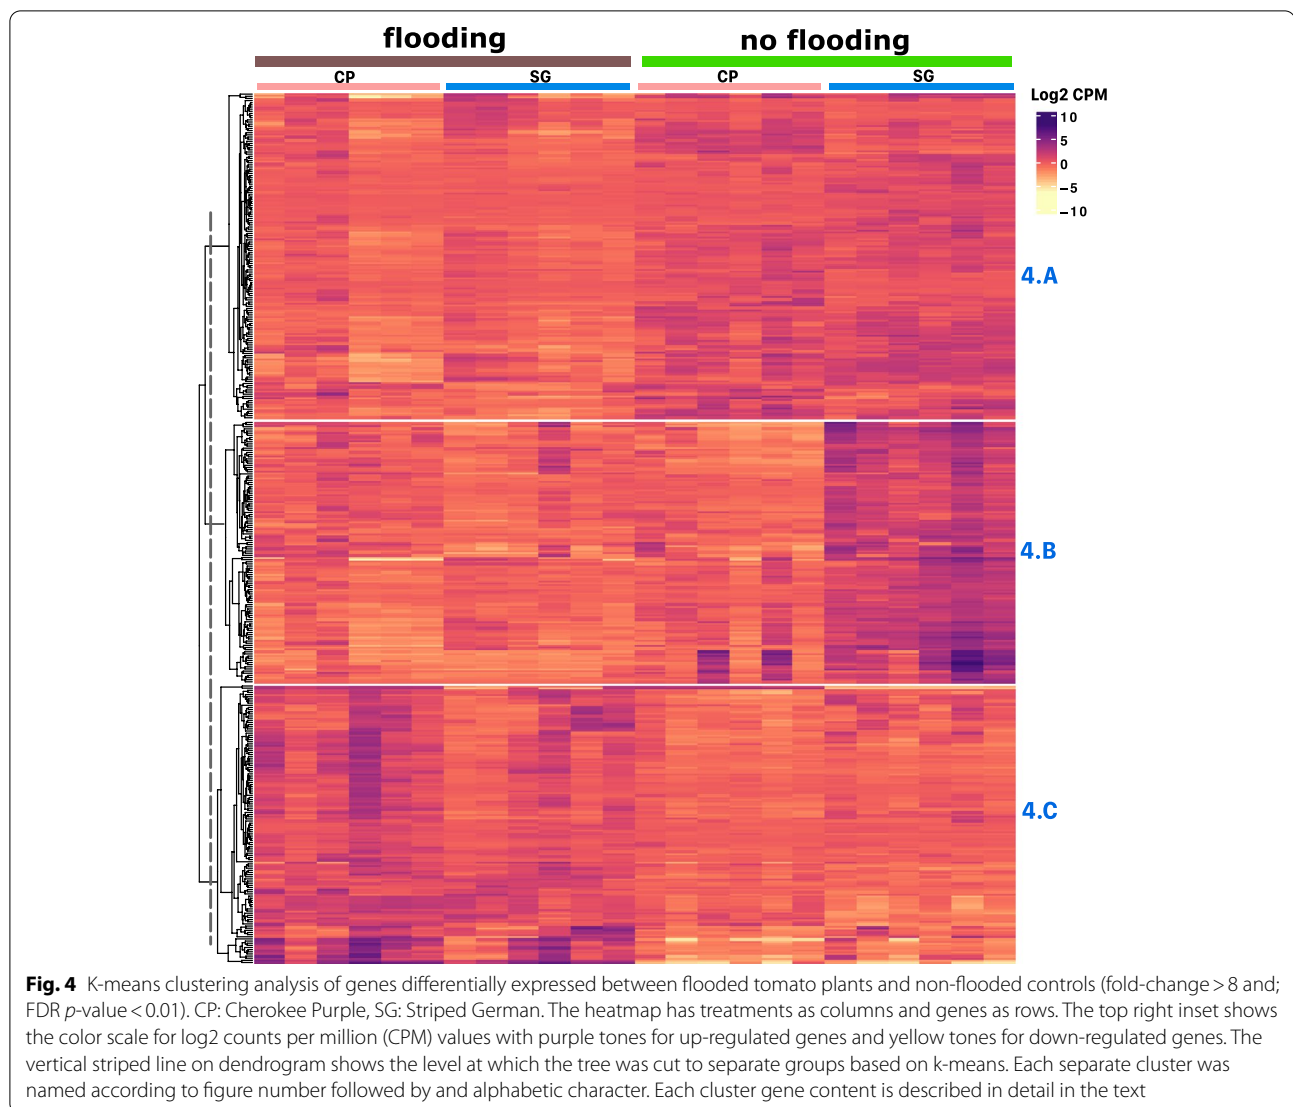 flooding
no flooding
CP
SG
CP
SG
Log2 CPM
10
5
0
−5
−10
4.A
4.B
4.C
Fig. 4 K-means clustering analysis of genes differentially expressed between flooded tomato plants and non-flooded controls (fold-change > 8 and;
FDR p-value < 0.01). CP: Cherokee Purple, SG: Striped German. The heatmap has treatments as columns and genes as rows. The top right inset shows
the color scale for log2 counts per million (CPM) values with purple tones for up-regulated genes and yellow tones for down-regulated genes. The
vertical striped line on dendrogram shows the level at which the tree was cut to separate groups based on k-means. Each separate cluster was
named according to figure number followed by and alphabetic character. Each cluster gene content is described in detail in the text